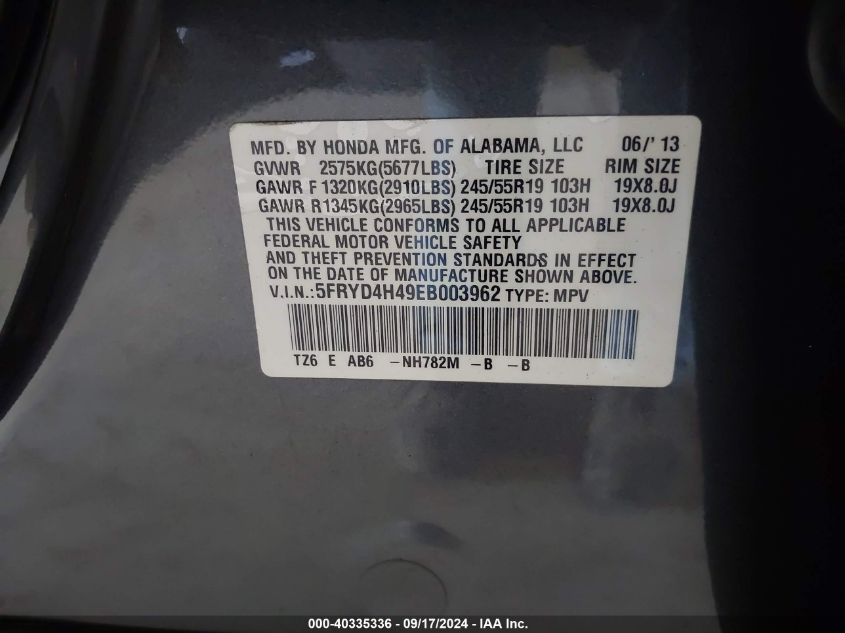 MFD. BY HONDA MFG. OF ALABAMA, LLC 06/' 13
GVWR 2575KG(5677LBS) TIRE SIZE RIM SIZE
GAWR F 1320KG(2910LBS) 245/55R19 103H 19X8.0J
GAWR R1345KG(2965LBS) 245/55R19 103H 19X8.0J
THIS VEHICLE CONFORMS TO ALL APPLICABLE
FEDERAL MOTOR VEHICLE SAFETY
AND THEFT PREVENTION STANDARDS IN EFFECT
ON THE DATE OF MANUFACTURE SHOWN ABOVE.
V.I.N.:5FRYD4H49EB003962 TYPE: MPV
TZ6 E AB6 -NH782M -B -B
000-40335336 - 09/17/2024 - IAA Inc.